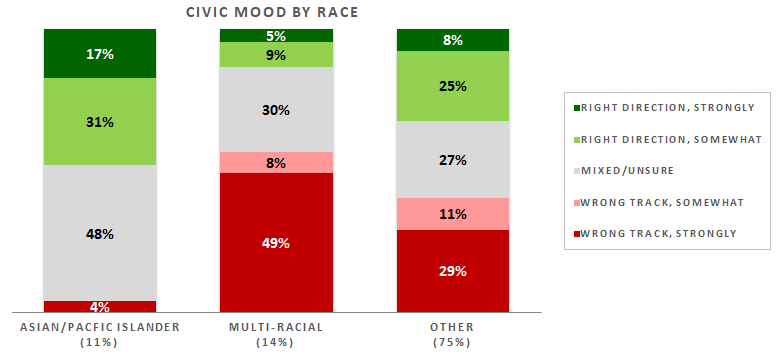 CIVIC MOOD BY RACE
17%
31%
48%
4%
5%
9%
30%
8%
49%
8%
25%
27%
11%
29%
RIGHT DIRECTION, STRONGLY
RIGHT DIRECTION, SOMEWHAT
MIXED/UNSURE
WRONG TRACK, SOMEWHAT
WRONG TRACK, STRONGLY
ASIAN/PACFIC ISLANDER
(11%)
MULTI-RACIAL
(14%)
OTHER
(75%)